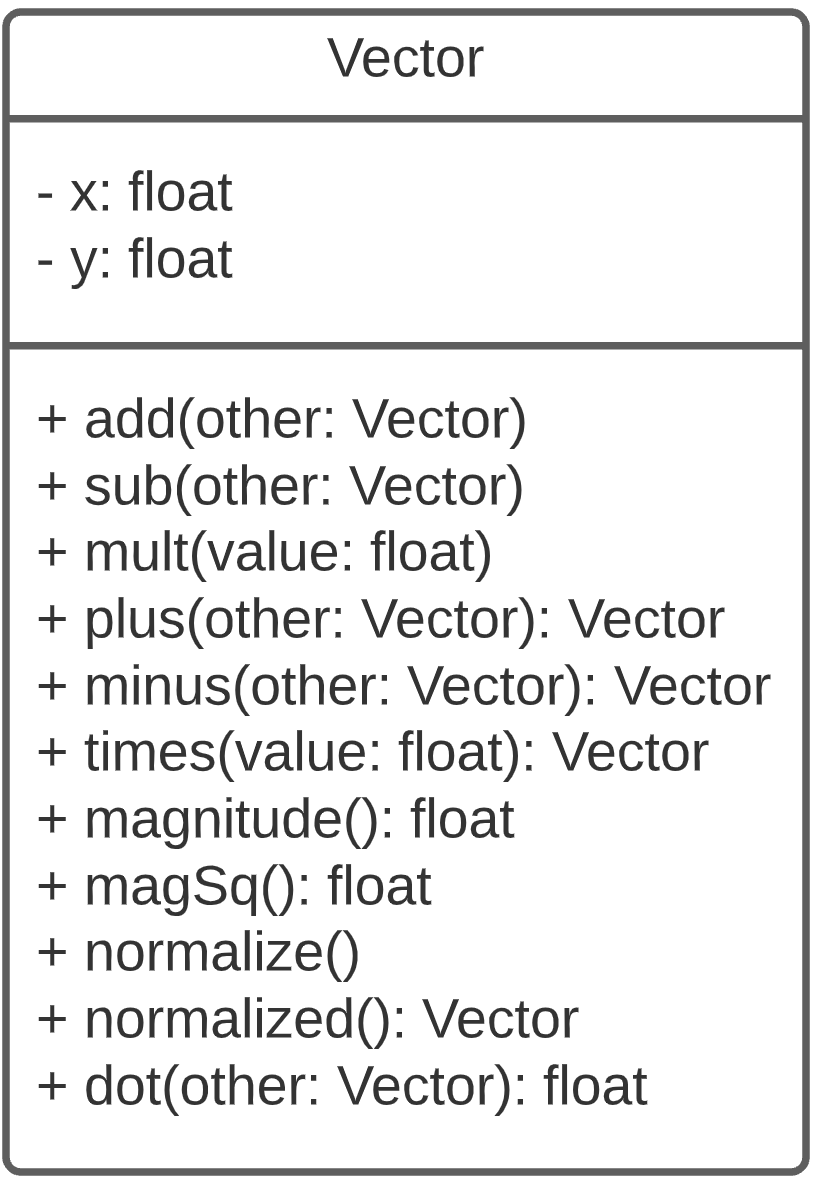 Vector
- x: float
- y: float
+ add(other: Vector)
+ sub(other: Vector)
+ mult(value: float)
+ plus(other: Vector): Vector
+ minus(other: Vector): Vector
+ times(value: float): Vector
+ magnitude(): float
+ magSq(): float
+ normalize()
+ normalized(): Vector
+ dot(other: Vector): float